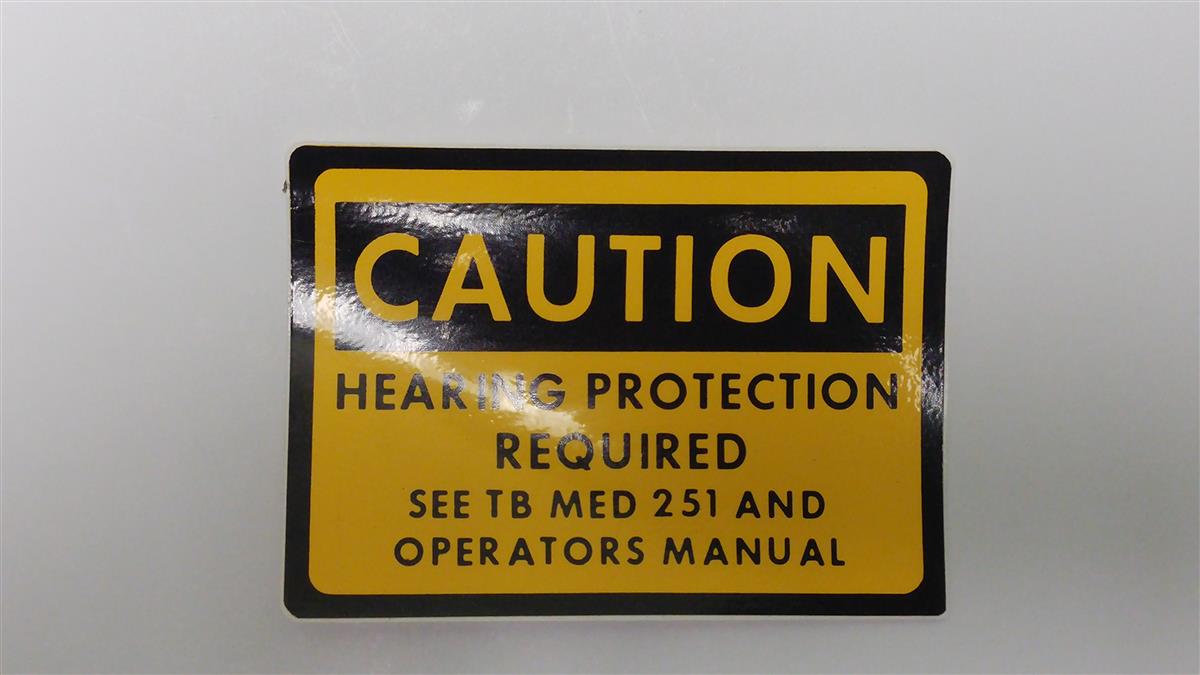 CAUTION
HEARING PROTECTION
REQUIRED
SEE TB MED 251 AND
OPERATORS MANUAL